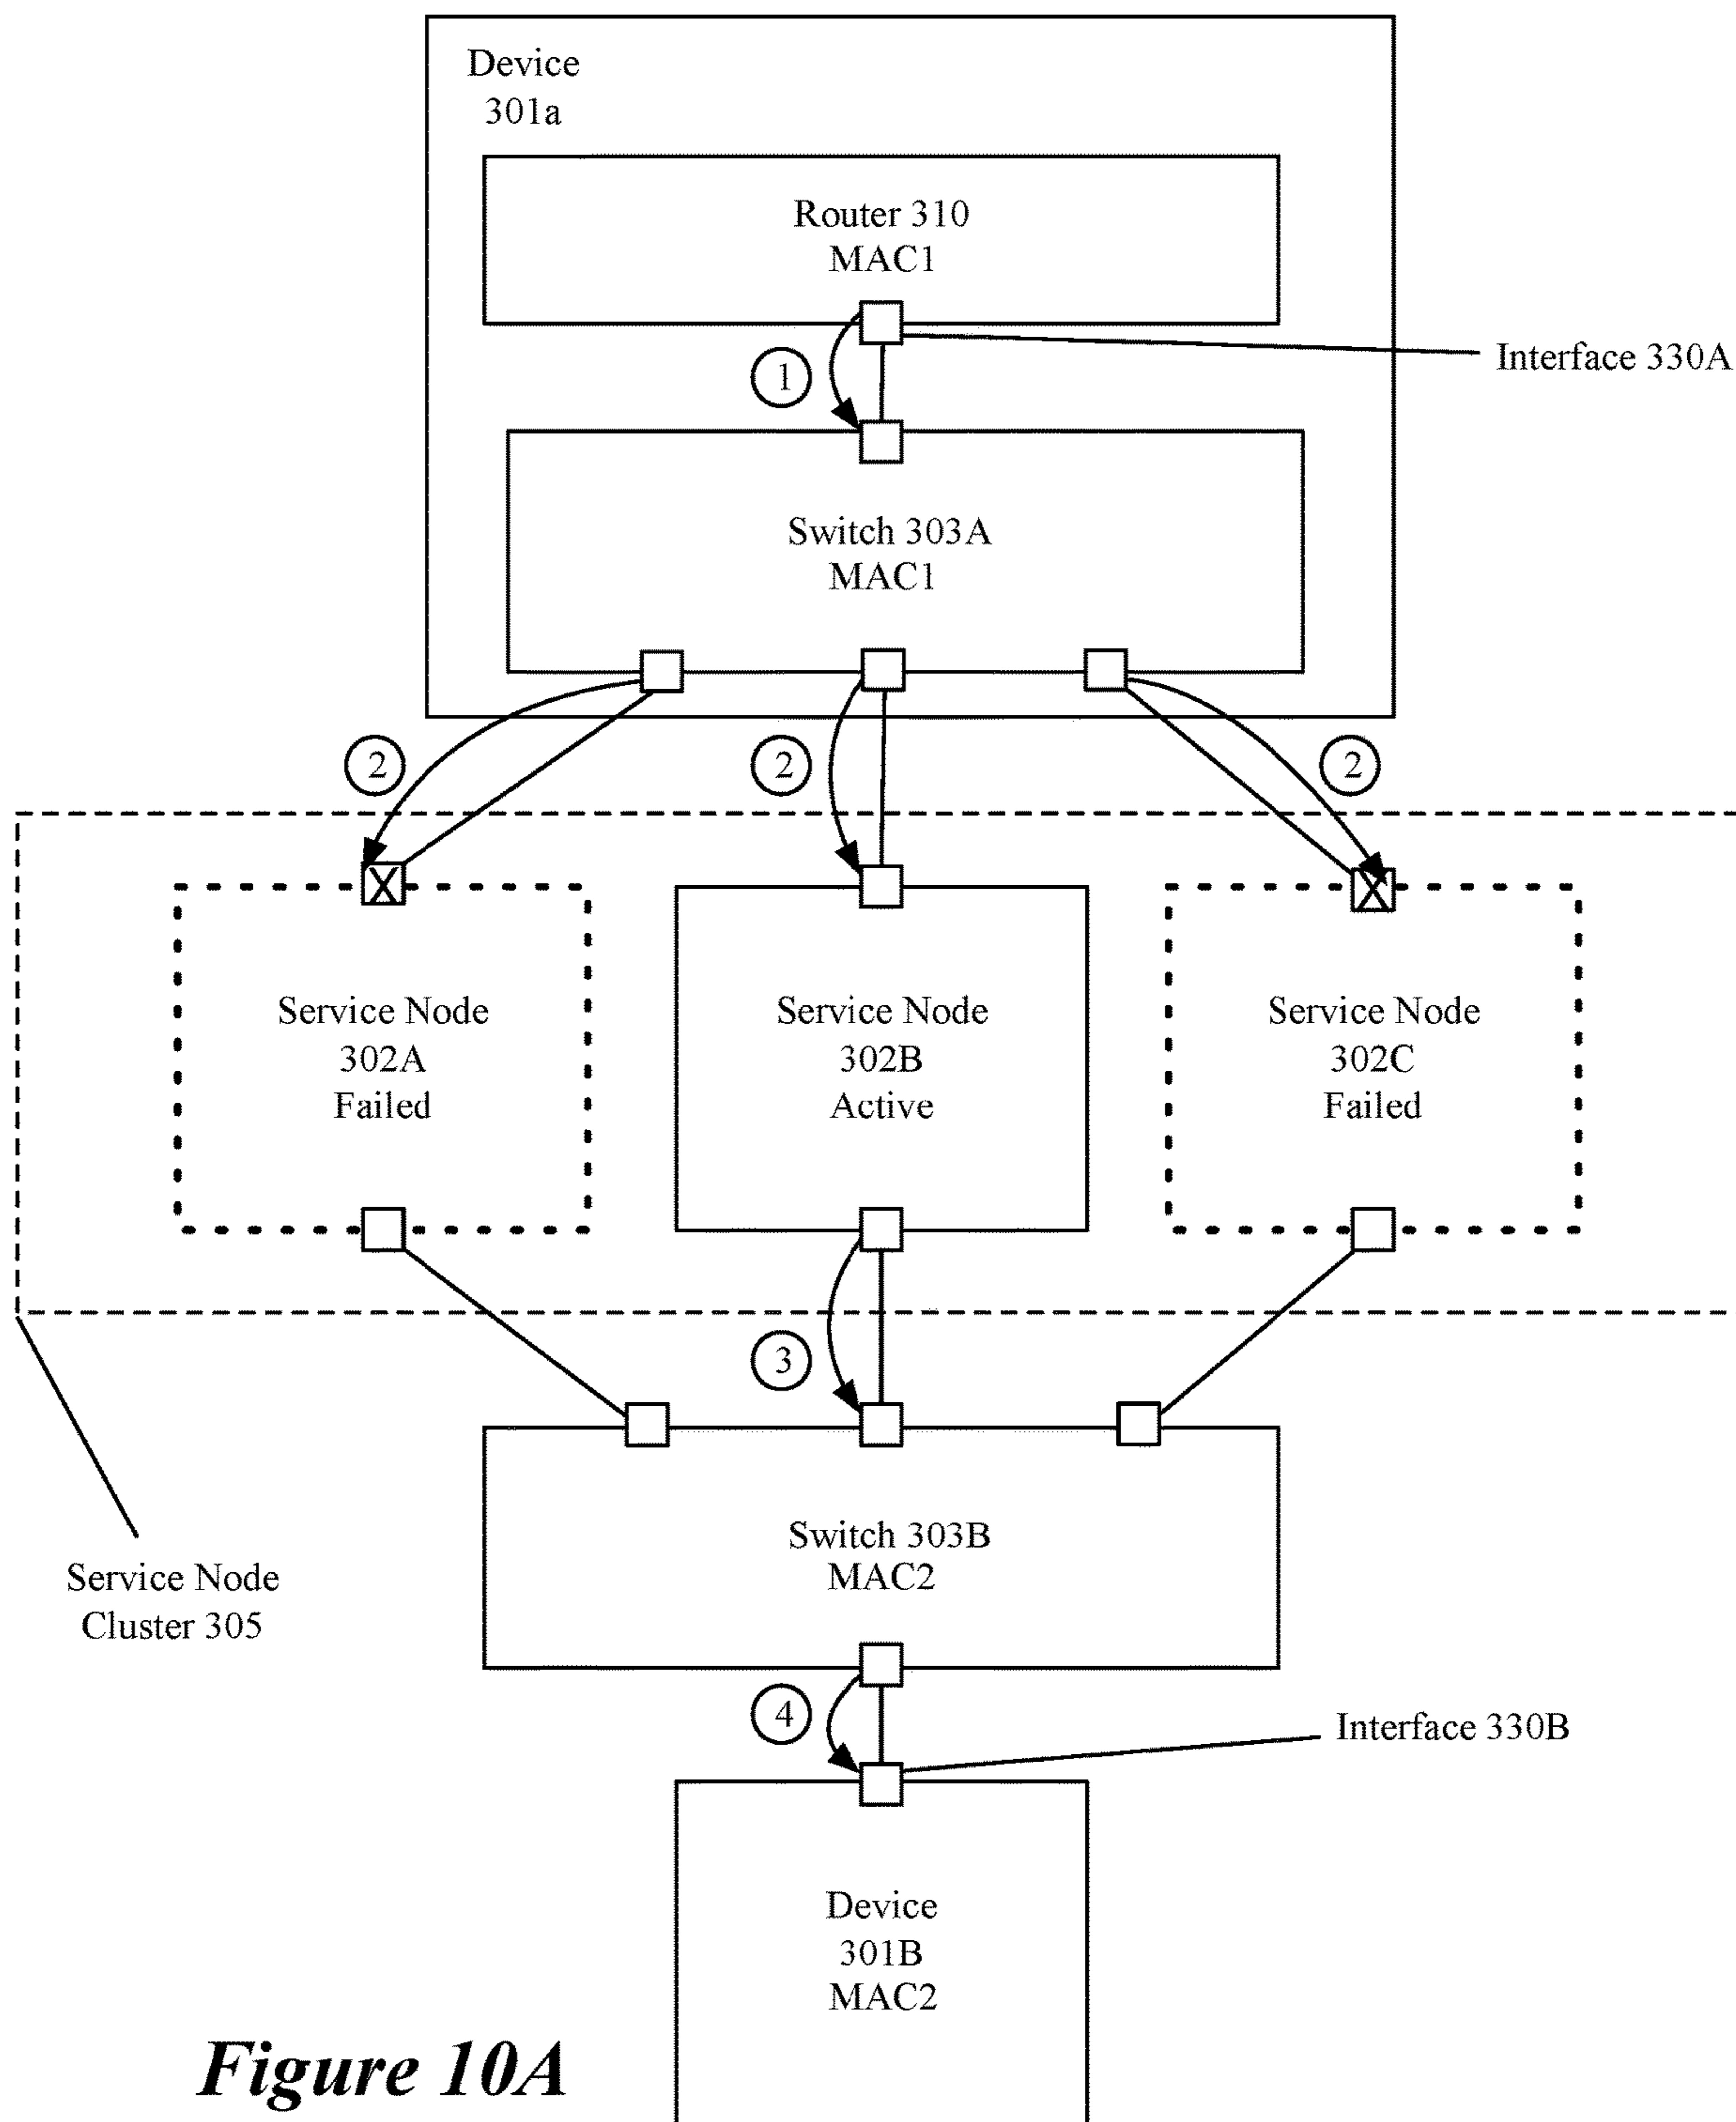 Device
301a
Router 310
MAC1
Interface 330A
1
Switch 303A
MAC1
2
2
2
X
X
Service Node
302A
Failed
Service Node
302B
Active
Service Node
302C
Failed
3
Switch 303B
MAC2
Service Node
Cluster 305
4
Interface 330B
Device
301B
MAC2
Figure 10A